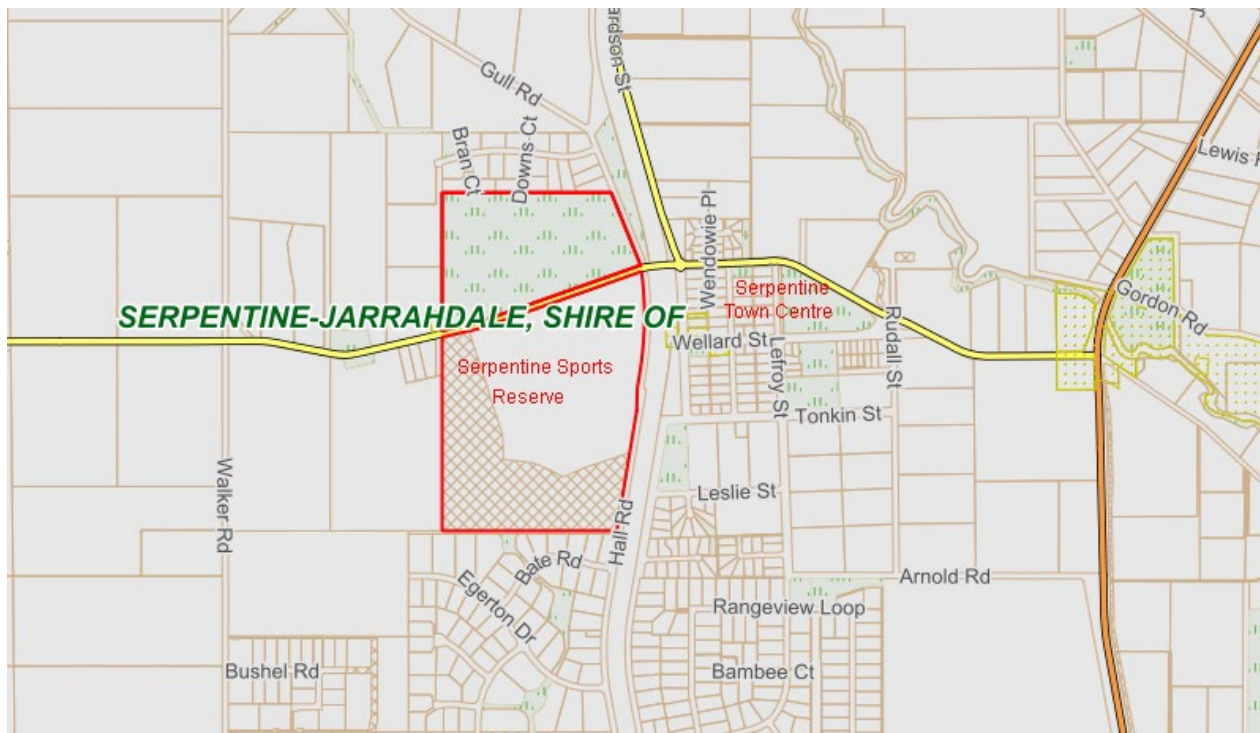 ardson St
Gull Rd
Bran Ct
Downs Ct
Lewis
Wendowie Pl
Gordon Rd
Serpentine
Town Centre
SERPENTINE-JARRAHDALE, SHIRE OF
Wellard St
Lefroy St
Rudall St
Serpentine Sports
Reserve
Tonkin St
Walker Rd
Leslie St
Hall Rd
Bate Rd
Egerton Dr
Arnold Rd
Rangeview Loop
Bushel Rd
Bambee Ct